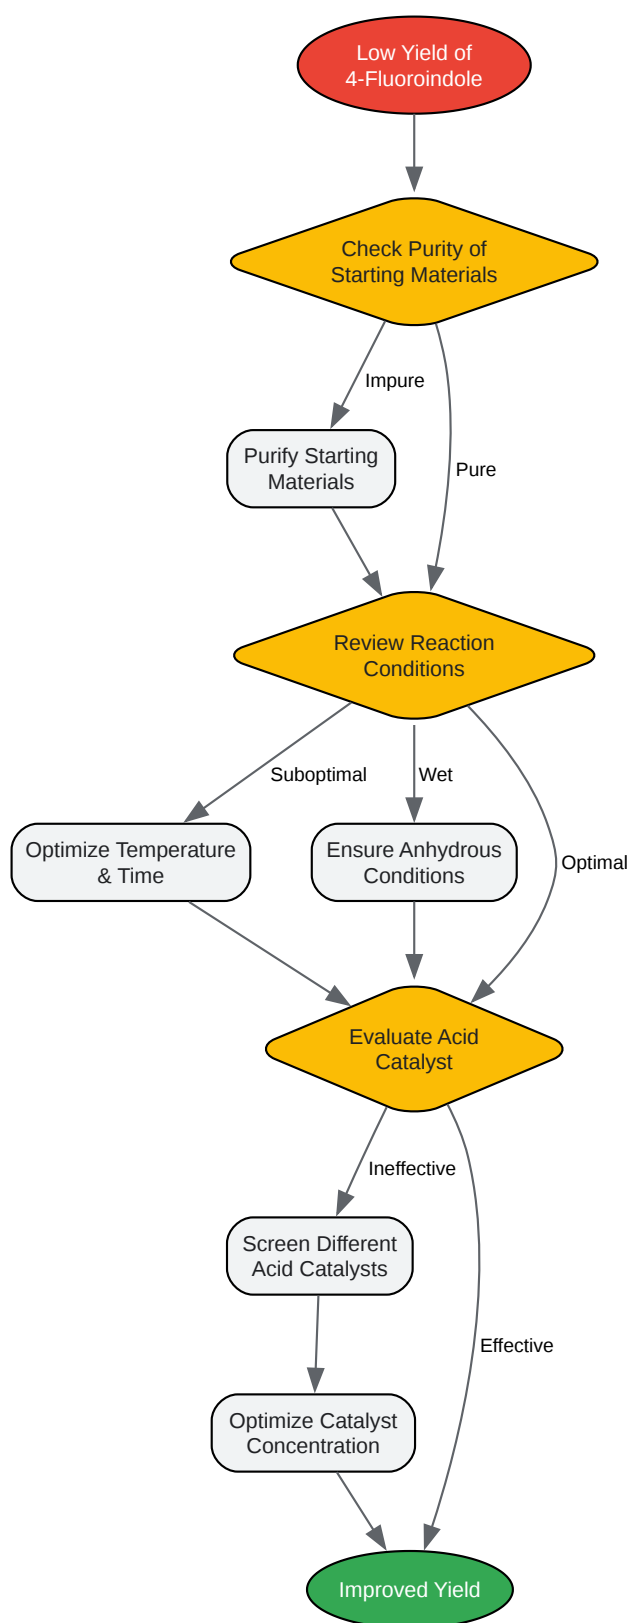 Low Yield of
4-Fluoroindole
Check Purity of
Starting Materials
Impure
Purify Starting
Materials
Pure
Review Reaction
Conditions
Suboptimal
Wet
Optimize Temperature
& Time
Ensure Anhydrous
Conditions
Optimal
Evaluate Acid
Catalyst
Ineffective
Screen Different
Acid Catalysts
Effective
Optimize Catalyst
Concentration
Improved Yield